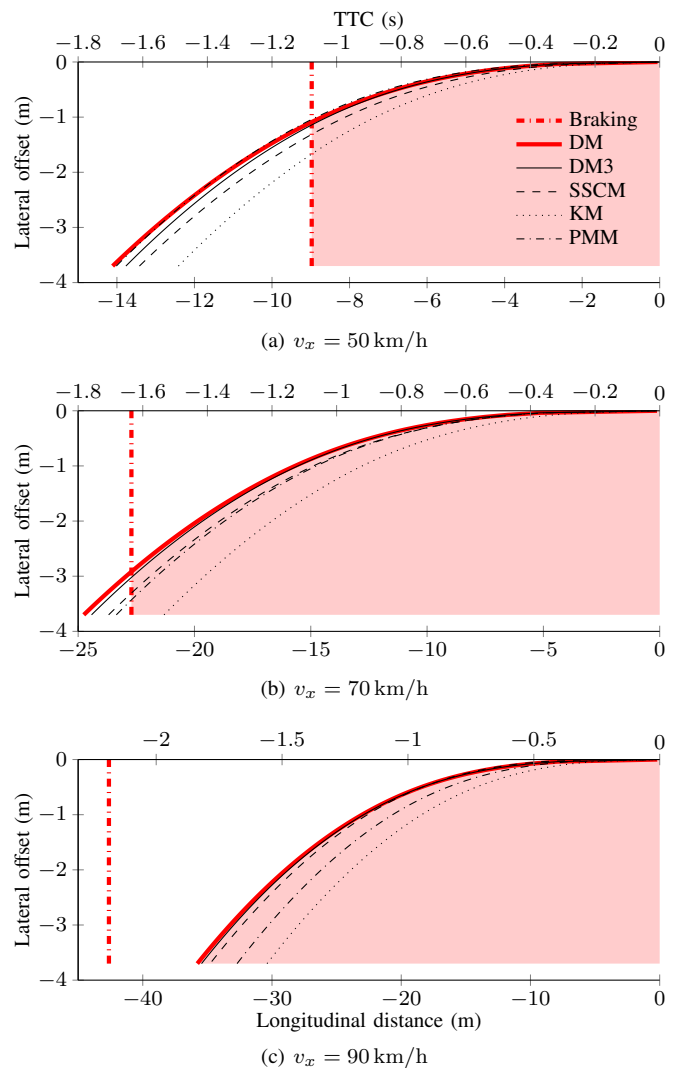 TTC (s)
−1.8 −1.6 −1.4 −1.2 −1 −0.8 −0.6 −0.4 −0.2 0
0
−1
−2
−3
−4
Lateral offset (m)
Braking
DM
DM3
SSCM
KM
PMM
−14 −12 −10 −8 −6 −4 −2 0
(a) vₓ = 50 km/h
−1.8 −1.6 −1.4 −1.2 −1 −0.8 −0.6 −0.4 −0.2 0
0
−1
−2
−3
−4
Lateral offset (m)
−25 −20 −15 −10 −5 0
(b) vₓ = 70 km/h
−2 −1.5 −1 −0.5 0
0
−1
−2
−3
−4
Lateral offset (m)
−40 −30 −20 −10 0
Longitudinal distance (m)
(c) vₓ = 90 km/h